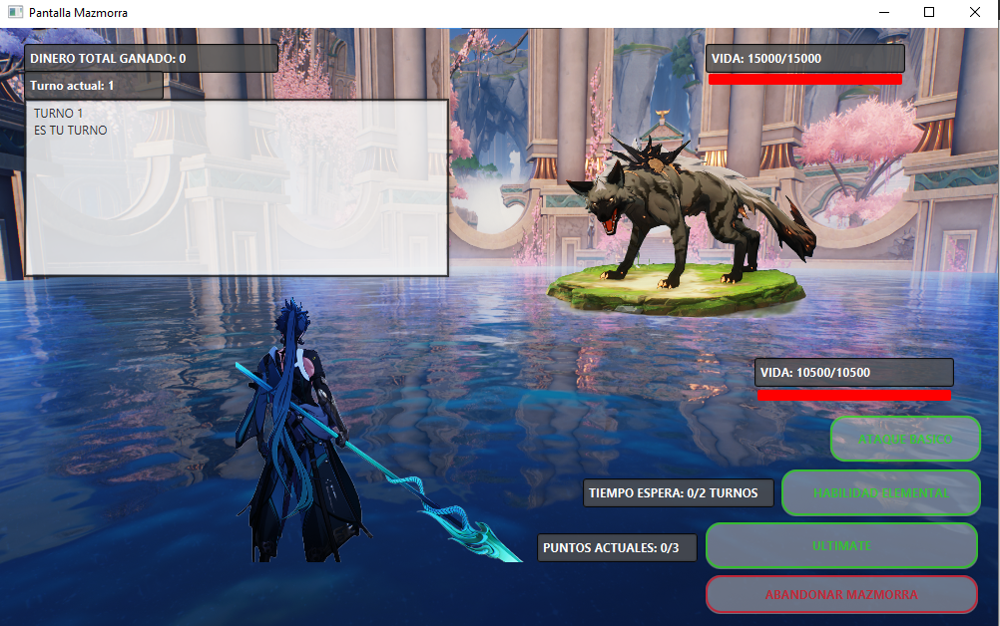 Pantalla Mazmorra
DINERO TOTAL GANADO: 0
VIDA: 15000/15000
Turno actual: 1
TURNO 1
ES TU TURNO
VIDA: 10500/10500
ATAQUE BASICO
TIEMPO ESPERA: 0/2 TURNOS
HABILIDAD ELEMENTAL
PUNTOS ACTUALES: 0/3
ULTIMATE
ABANDONAR MAZMORRA